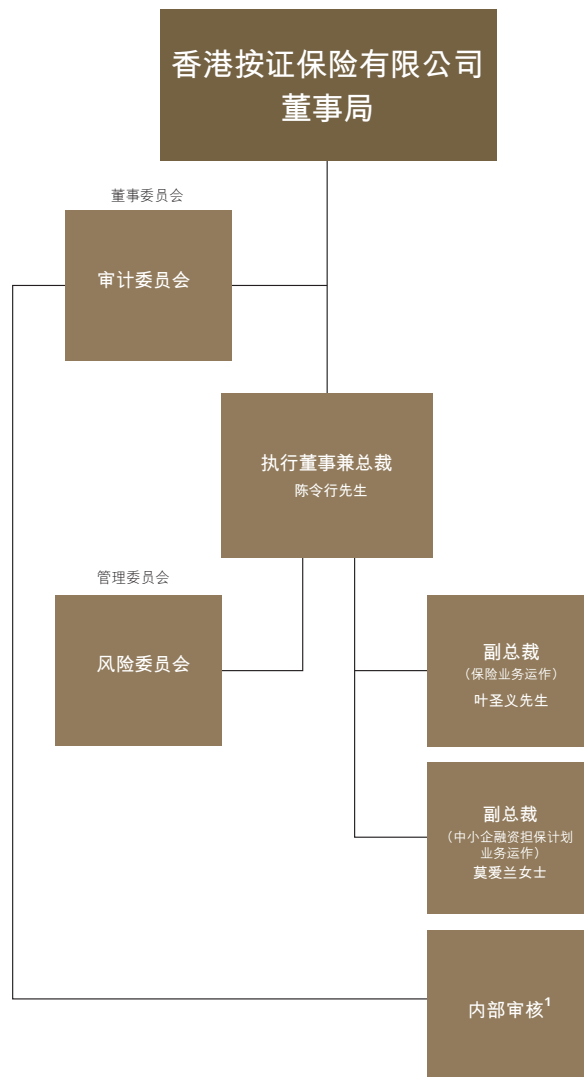 香港按证保险有限公司
董事局
董事委员会
审计委员会
执行董事兼总裁
陈令行先生
管理委员会
风险委员会
副总裁
（保险业务运作）
叶圣义先生
副总裁
（中小企融资担保计划
业务运作）
莫爱兰女士
内部审核¹